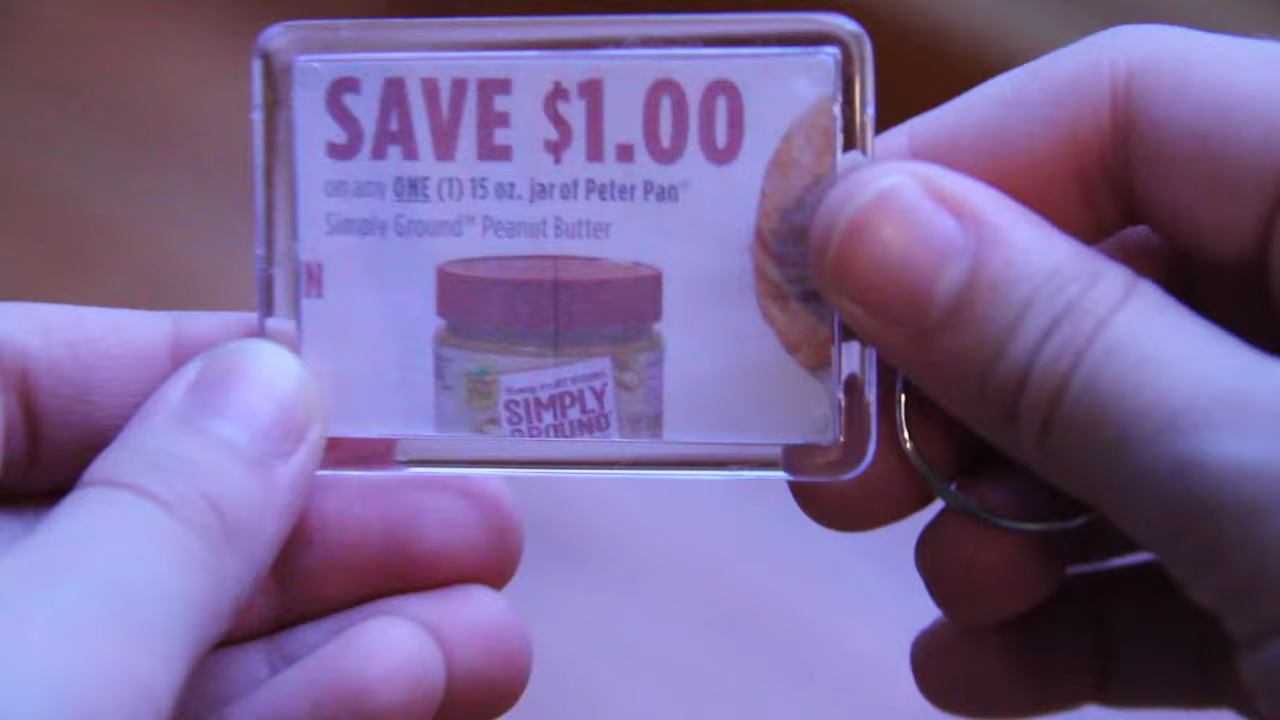 SAVE $1.00
on any ONE (1) 15 oz. jar of Peter Pan®
Simply Ground™ Peanut Butter
N
SIMPLY
GROUND